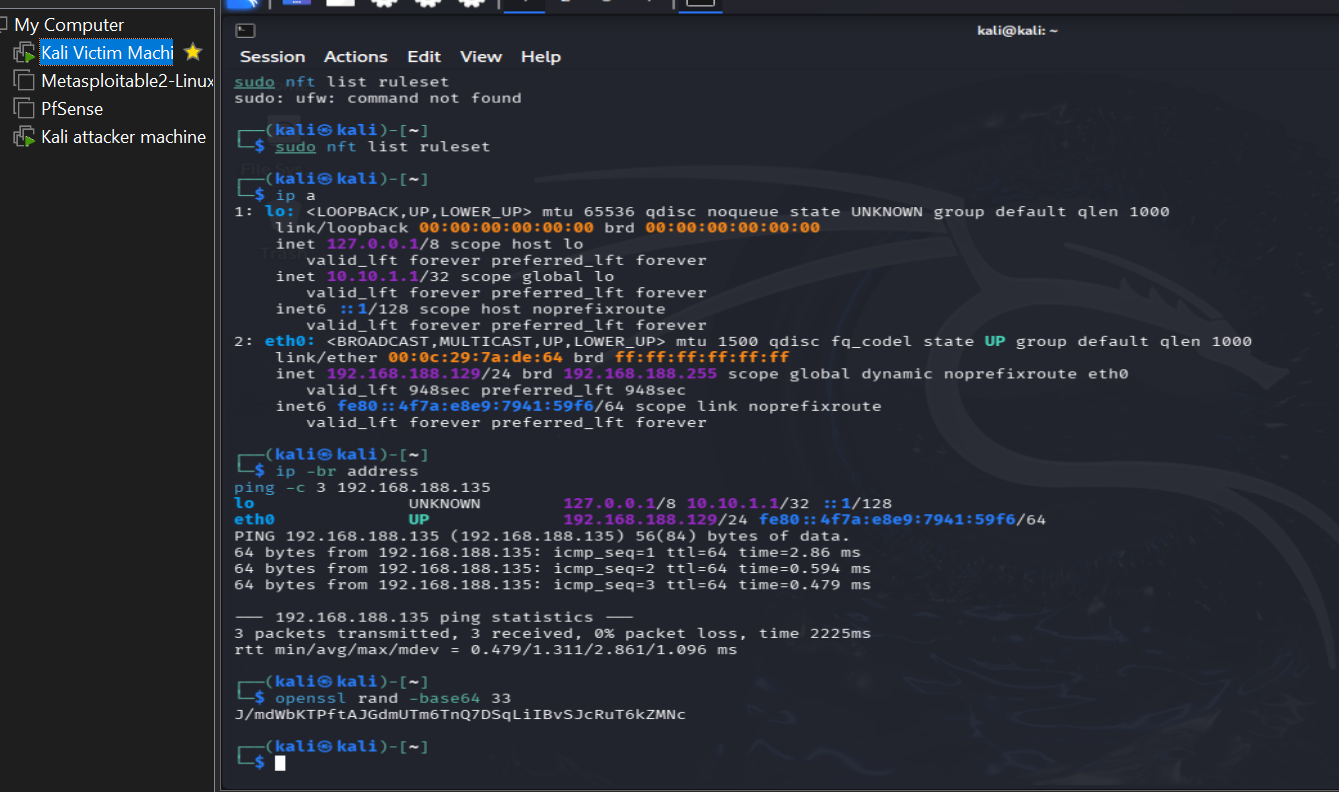 My Computer
Kali Victim Machi
Metasploitable2-Linux
PfSense
Kali attacker machine
kali@kali: ~
Session Actions Edit View Help
sudo nft list ruleset
sudo: ufw: command not found
┌──(kali㉿kali)-[~]
└─$ sudo nft list ruleset
┌──(kali㉿kali)-[~]
└─$ ip a
1: lo: <LOOPBACK,UP,LOWER_UP> mtu 65536 qdisc noqueue state UNKNOWN group default qlen 1000
link/loopback 00:00:00:00:00:00 brd 00:00:00:00:00:00
inet 127.0.0.1/8 scope host lo
valid_lft forever preferred_lft forever
inet 10.10.1.1/32 scope global lo
valid_lft forever preferred_lft forever
inet6 ::1/128 scope host noprefixroute
valid_lft forever preferred_lft forever
2: eth0: <BROADCAST,MULTICAST,UP,LOWER_UP> mtu 1500 qdisc fq_codel state UP group default qlen 1000
link/ether 00:0c:29:7a:de:64 brd ff:ff:ff:ff:ff:ff
inet 192.168.188.129/24 brd 192.168.188.255 scope global dynamic noprefixroute eth0
valid_lft 948sec preferred_lft 948sec
inet6 fe80::4f7a:e8e9:7941:59f6/64 scope link noprefixroute
valid_lft forever preferred_lft forever
┌──(kali㉿kali)-[~]
└─$ ip -br address
ping -c 3 192.168.188.135
lo UNKNOWN 127.0.0.1/8 10.10.1.1/32 ::1/128
eth0 UP 192.168.188.129/24 fe80::4f7a:e8e9:7941:59f6/64
PING 192.168.188.135 (192.168.188.135) 56(84) bytes of data.
64 bytes from 192.168.188.135: icmp_seq=1 ttl=64 time=2.86 ms
64 bytes from 192.168.188.135: icmp_seq=2 ttl=64 time=0.594 ms
64 bytes from 192.168.188.135: icmp_seq=3 ttl=64 time=0.479 ms
--- 192.168.188.135 ping statistics ---
3 packets transmitted, 3 received, 0% packet loss, time 2225ms
rtt min/avg/max/mdev = 0.479/1.311/2.861/1.096 ms
┌──(kali㉿kali)-[~]
└─$ openssl rand -base64 33
J/mdWbKTPftAJGdmUTm6TnQ7DSqLiIBvSJcRuT6kZMNc
┌──(kali㉿kali)-[~]
└─$